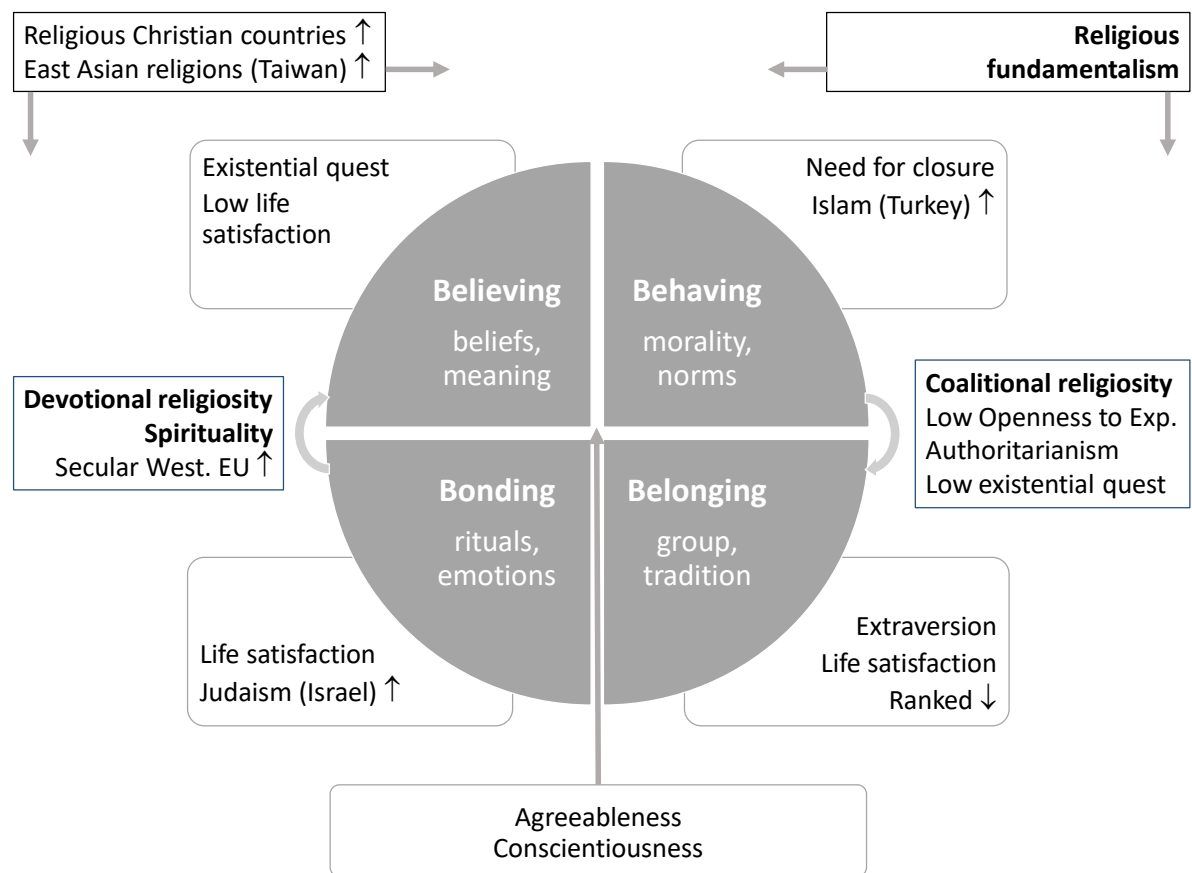 Religious Christian countries ↑
East Asian religions (Taiwan) ↑
Religious
fundamentalism
Existential quest
Low life
satisfaction
Need for closure
Islam (Turkey) ↑
Believing
beliefs,
meaning
Behaving
morality,
norms
Devotional religiosity
Spirituality
Secular West. EU ↑
Coalitional religiosity
Low Openness to Exp.
Authoritarianism
Low existential quest
Bonding
rituals,
emotions
Belonging
group,
tradition
Life satisfaction
Judaism (Israel) ↑
Extraversion
Life satisfaction
Ranked ↓
Agreeableness
Conscientiousness